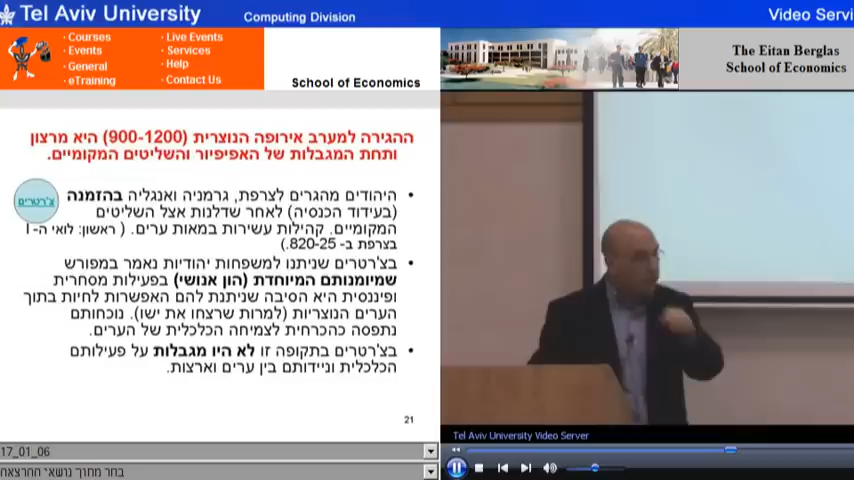 Tel Aviv University
Computing Division
Video Servi
· Courses
· Events
· General
· eTraining
· Live Events
· Services
· Help
· Contact Us
School of Economics
The Eitan Berglas
School of Economics
ההגירה למערב אירופה הנוצרית (900-1200) היא מרצון
ותחת המגבלות של האפיפיור והשליטים המקומיים.
צ'רטרים
• היהודים מהגרים לצרפת, גרמניה ואנגליה בהזמנה
(בעידוד הכנסיה) לאחר שדלנות אצל השליטים
המקומיים. קהילות עשירות במאות ערים. ( ראשון: לואי ה- I
בצרפת ב- 820-25.)
• בצ'רטרים שניתנו למשפחות יהודיות נאמר במפורש
שמיומנותם המיוחדת (הון אנושי) בפעילות מסחרית
ופיננסית היא הסיבה שניתנת להם האפשרות לחיות בתוך
הערים הנוצריות (למרות שרצחו את ישו). נוכחותם
נתפסה כהכרחית לצמיחה הכלכלית של הערים.
• בצ'רטרים בתקופה זו לא היו מגבלות על פעילותם
הכלכלית וניידותם בין ערים וארצות.
21
17_01_06
בחר מתוך נושאי ההרצאה
Tel Aviv University Video Server